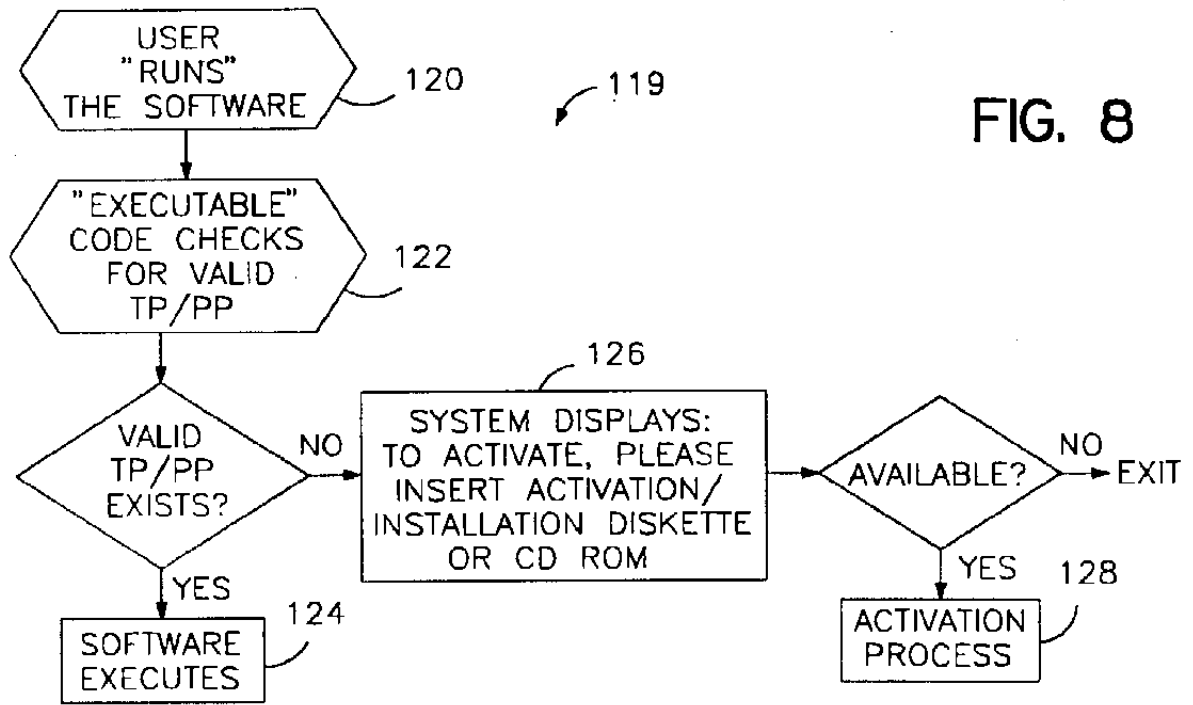 USER
"RUNS"
THE SOFTWARE
120
119
FIG. 8
"EXECUTABLE"
CODE CHECKS
FOR VALID
TP/PP
122
VALID
TP/PP
EXISTS?
NO
YES
SOFTWARE
EXECUTES
124
126
SYSTEM DISPLAYS:
TO ACTIVATE, PLEASE
INSERT ACTIVATION/
INSTALLATION DISKETTE
OR CD ROM
AVAILABLE?
NO
EXIT
YES
128
ACTIVATION
PROCESS